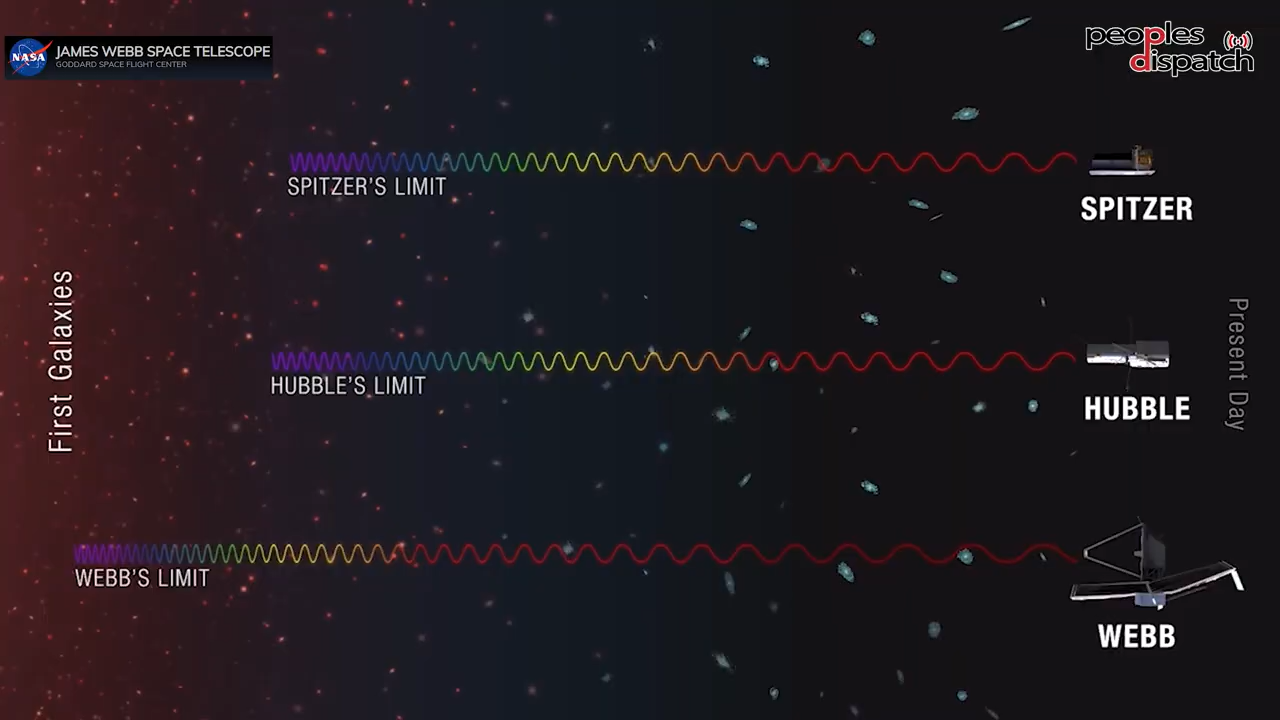 NASA
JAMES WEBB SPACE TELESCOPE
GODDARD SPACE FLIGHT CENTER
peoples
dispatch
SPITZER'S LIMIT
SPITZER
First Galaxies
Present Day
HUBBLE'S LIMIT
HUBBLE
WEBB'S LIMIT
WEBB